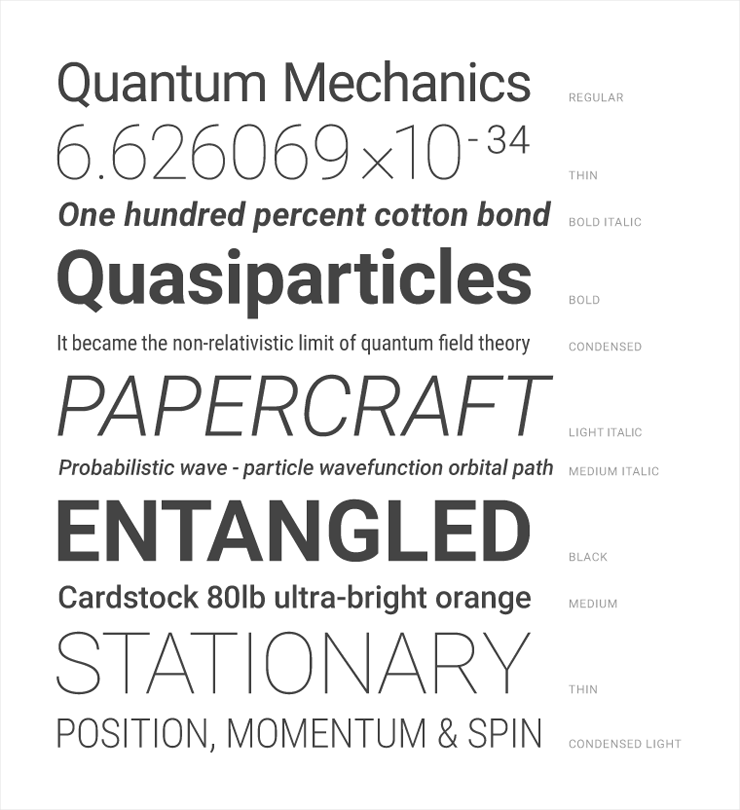 Quantum Mechanics REGULAR
6.626069×10-34 THIN
One hundred percent cotton bond BOLD ITALIC
Quasiparticles BOLD
It became the non-relativistic limit of quantum field theory CONDENSED
PAPERCRAFT LIGHT ITALIC
Probabilistic wave - particle wavefunction orbital path MEDIUM ITALIC
ENTANGLED BLACK
Cardstock 80lb ultra-bright orange MEDIUM
STATIONARY THIN
POSITION, MOMENTUM & SPIN CONDENSED LIGHT